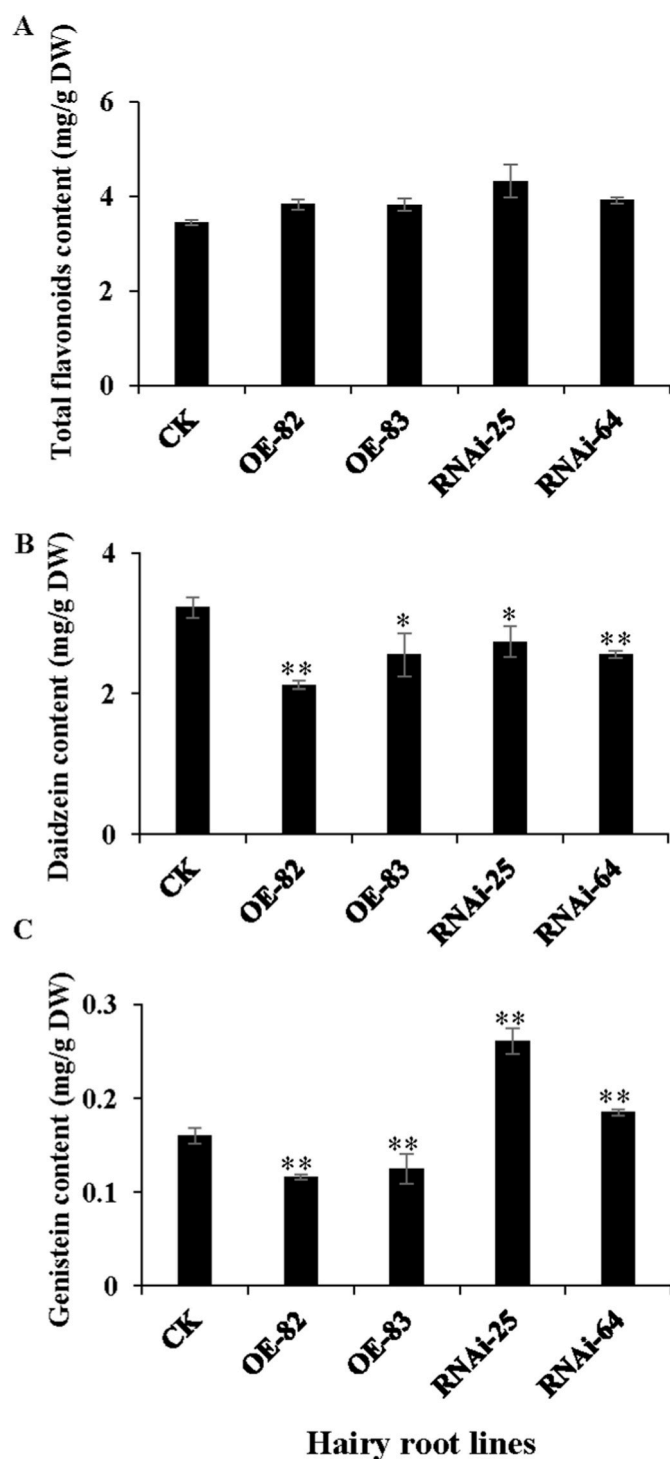 A
Total flavonoids content (mg/g DW)
6
4
2
0
CK
OE-82
OE-83
RNAi-25
RNAi-64
B
Daidzein content (mg/g DW)
4
2
0
**
*
*
**
CK
OE-82
OE-83
RNAi-25
RNAi-64
C
Genistein content (mg/g DW)
0.3
0.2
0.1
0
**
**
**
**
CK
OE-82
OE-83
RNAi-25
RNAi-64
Hairy root lines